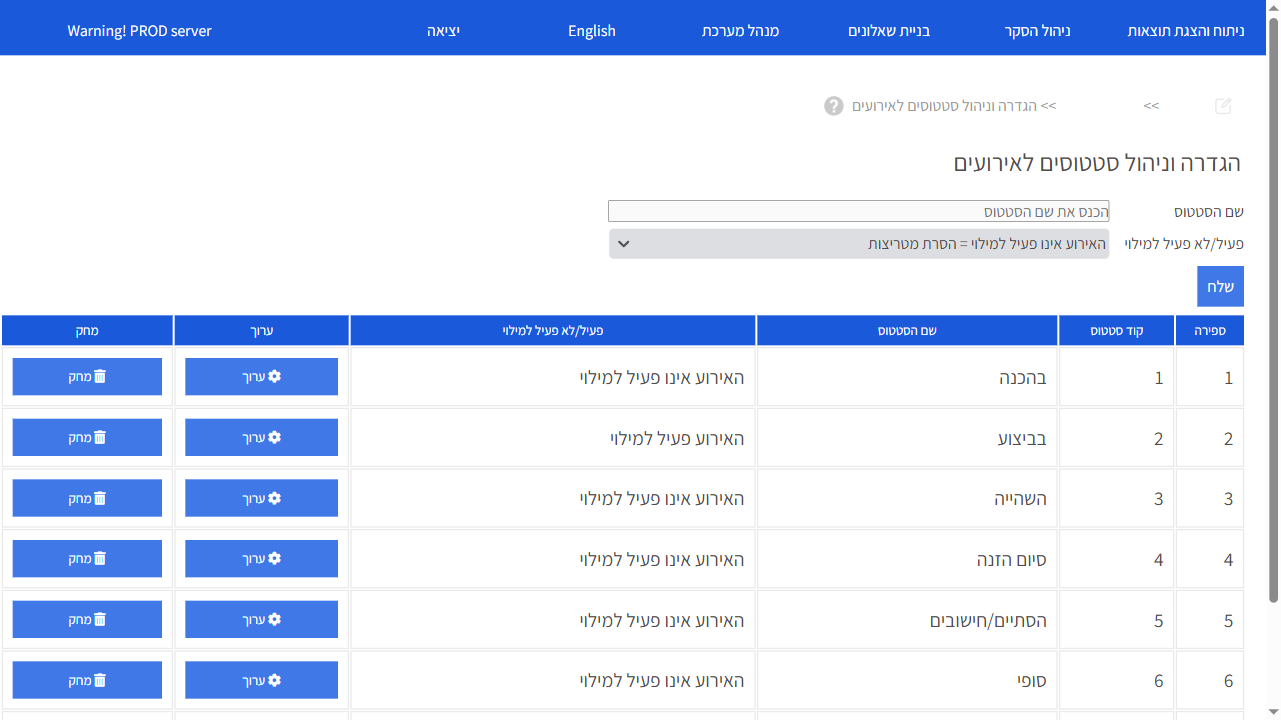 ניתוח והצגת תוצאות ניהול הסקר בניית שאלונים מנהל מערכת English יציאה Warning! PROD server
>> >> הגדרה וניהול סטטוסים לאירועים ?
הגדרה וניהול סטטוסים לאירועים
שם הסטטוס הכנס את שם הסטטוס
פעיל/לא פעיל למילוי האירוע אינו פעיל למילוי = הסרת מטריצות
שלח
ספירה קוד סטטוס שם הסטטוס פעיל/לא פעיל למילוי ערוך מחק
1 1 בהכנה האירוע אינו פעיל למילוי ערוך מחק
2 2 בביצוע האירוע פעיל למילוי ערוך מחק
3 3 השהייה האירוע אינו פעיל למילוי ערוך מחק
4 4 סיום הזנה האירוע אינו פעיל למילוי ערוך מחק
5 5 הסתיים/חישובים האירוע אינו פעיל למילוי ערוך מחק
6 6 סופי האירוע אינו פעיל למילוי ערוך מחק